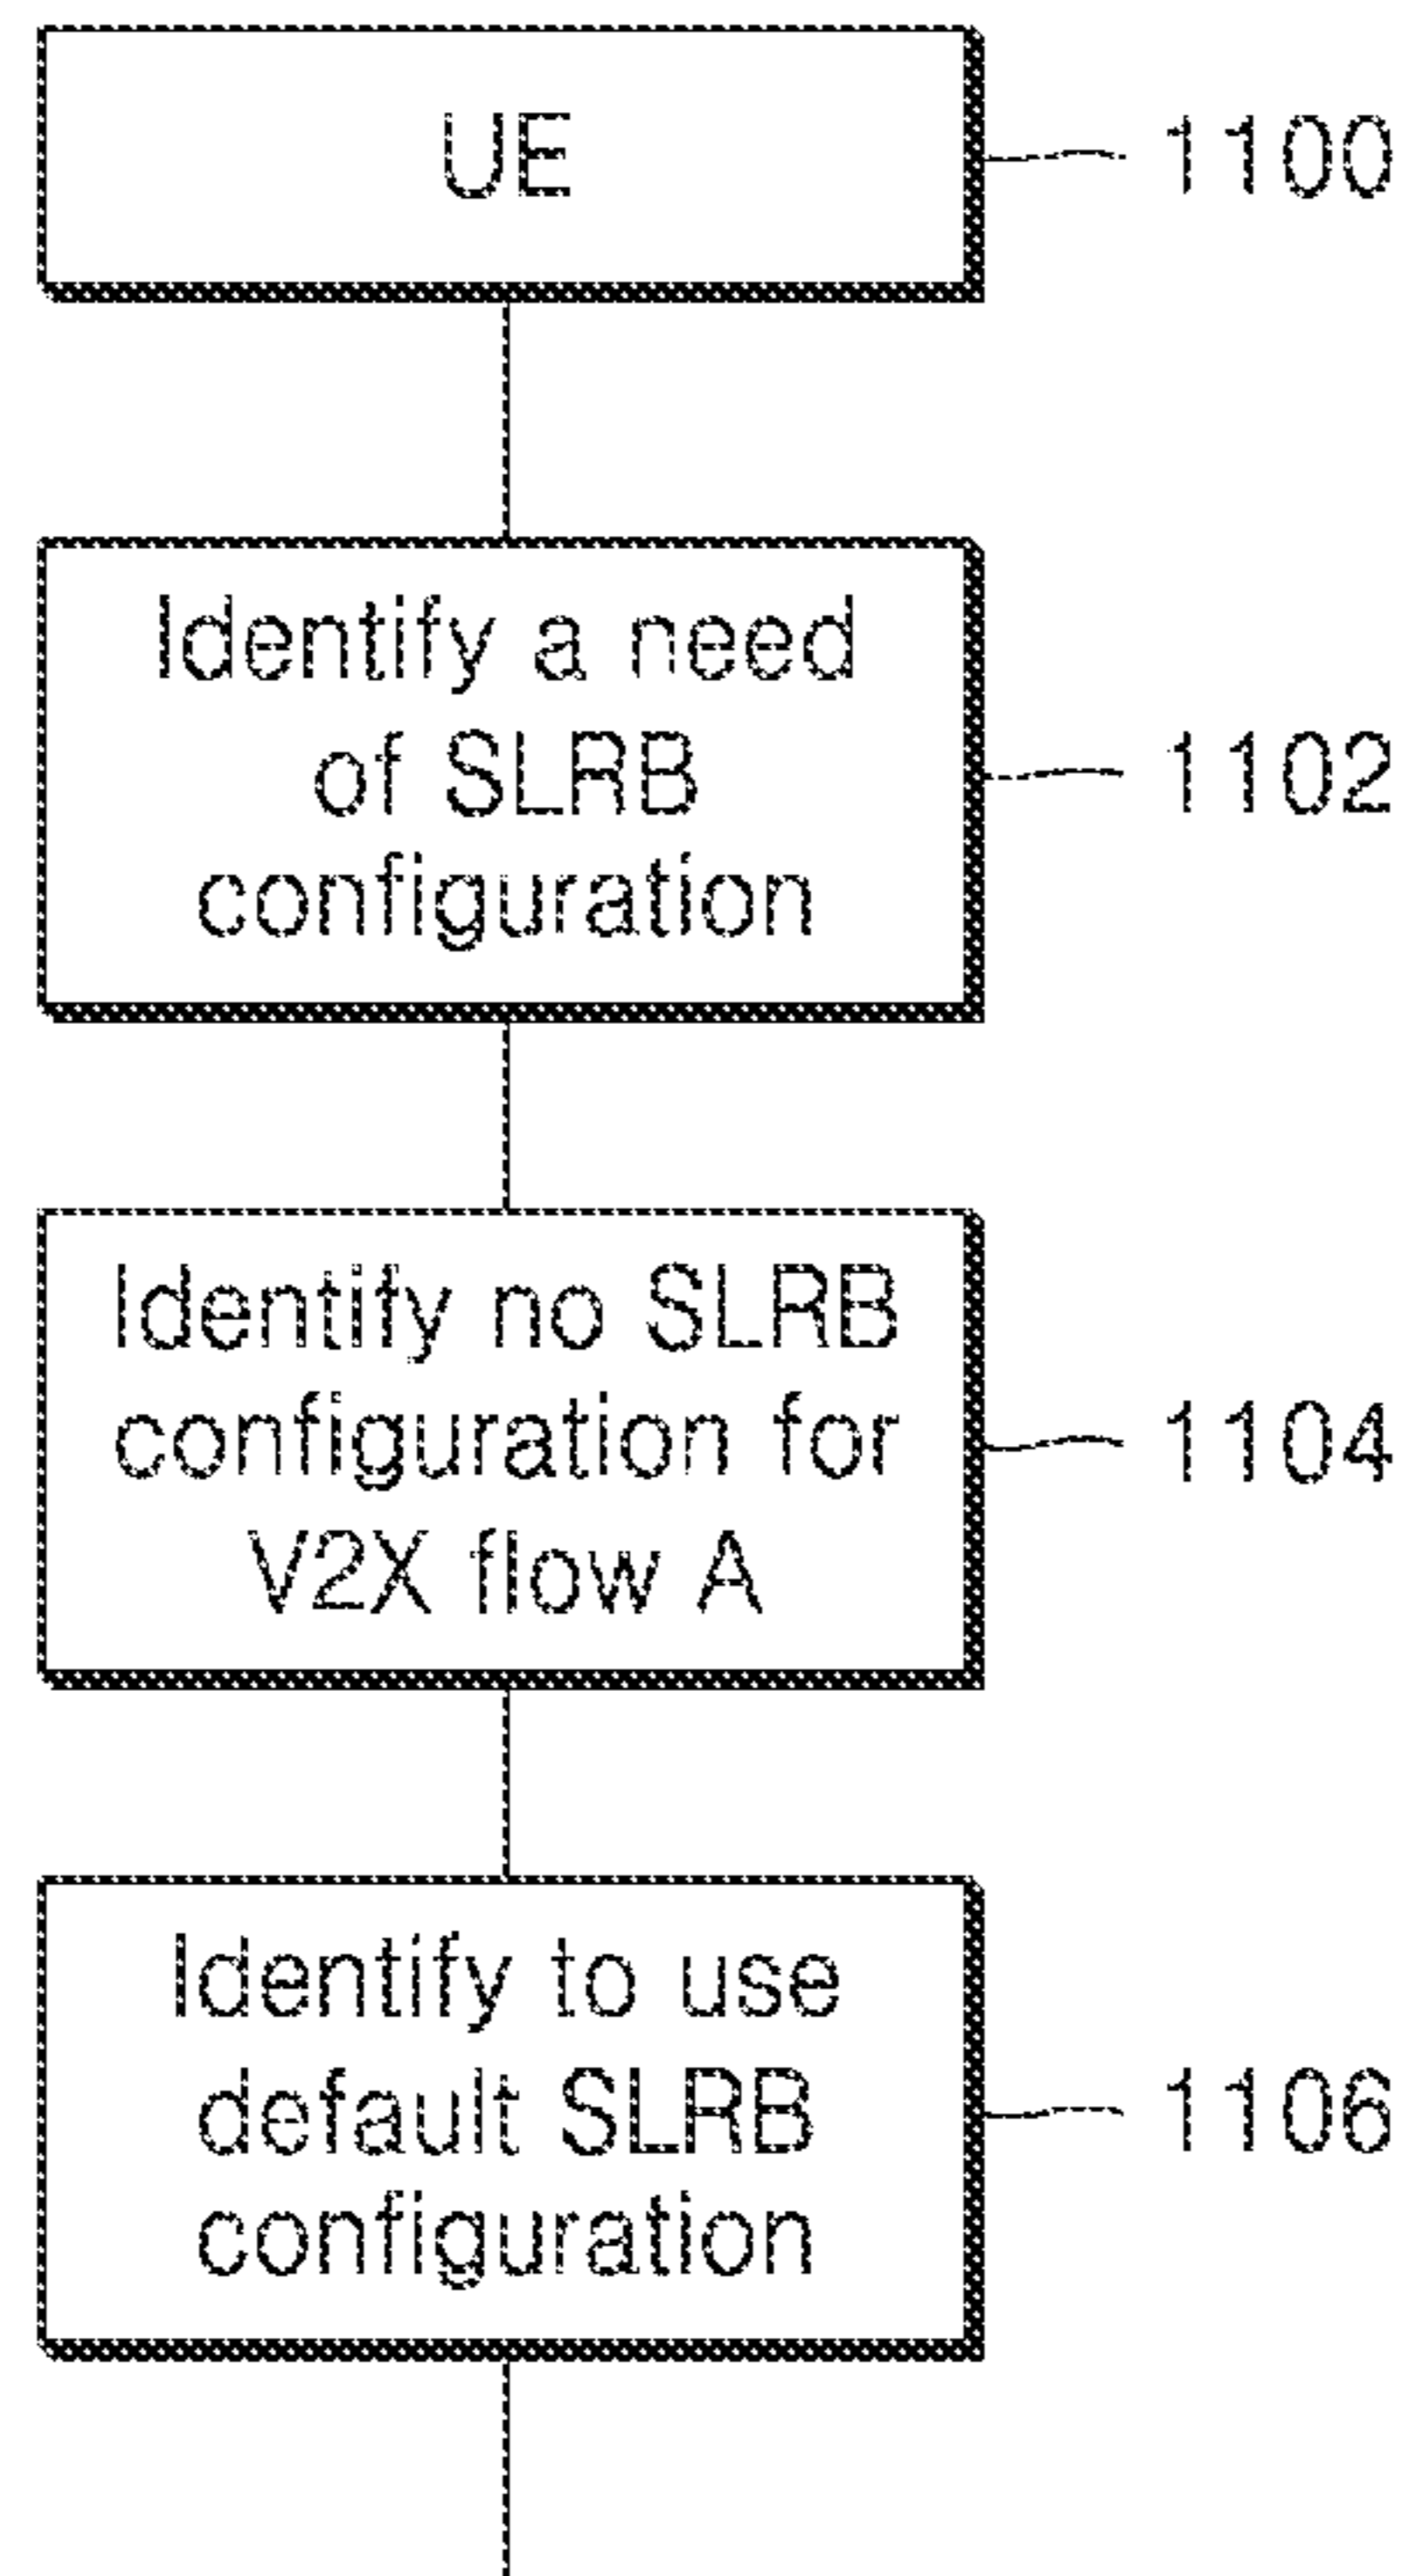 UE
1100
Identify a need
of SLRB
configuration
1102
Identify no SLRB
configuration for
V2X flow A
1104
Identify to use
default SLRB
configuration
1106